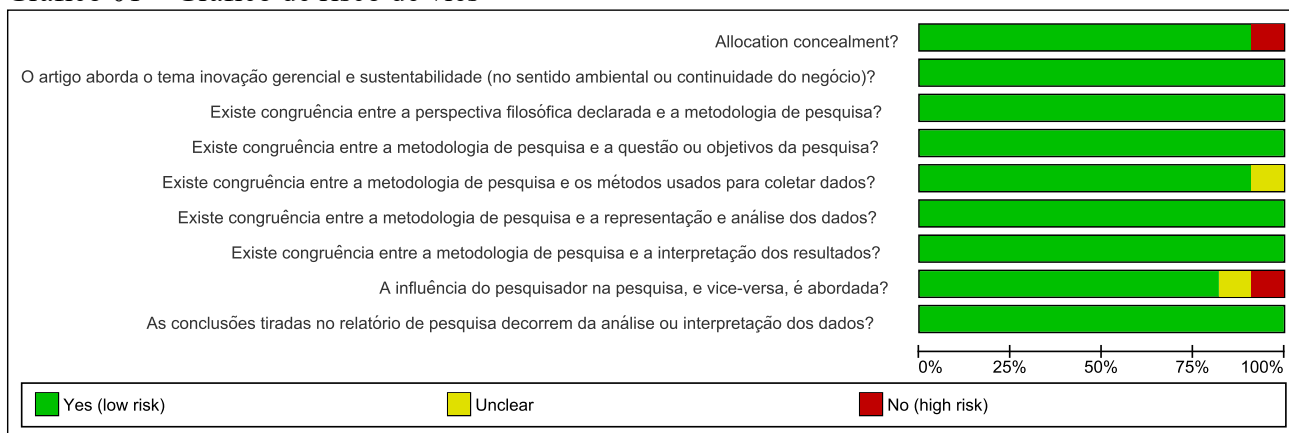 Allocation concealment?
O artigo aborda o tema inovação gerencial e sustentabilidade (no sentido ambiental ou continuidade do negócio)?
Existe congruência entre a perspectiva filosófica declarada e a metodologia de pesquisa?
Existe congruência entre a metodologia de pesquisa e a questão ou objetivos da pesquisa?
Existe congruência entre a metodologia de pesquisa e os métodos usados para coletar dados?
Existe congruência entre a metodologia de pesquisa e a representação e análise dos dados?
Existe congruência entre a metodologia de pesquisa e a interpretação dos resultados?
A influência do pesquisador na pesquisa, e vice-versa, é abordada?
As conclusões tiradas no relatório de pesquisa decorrem da análise ou interpretação dos dados?
0% 25% 50% 75% 100%
Yes (low risk) Unclear No (high risk)